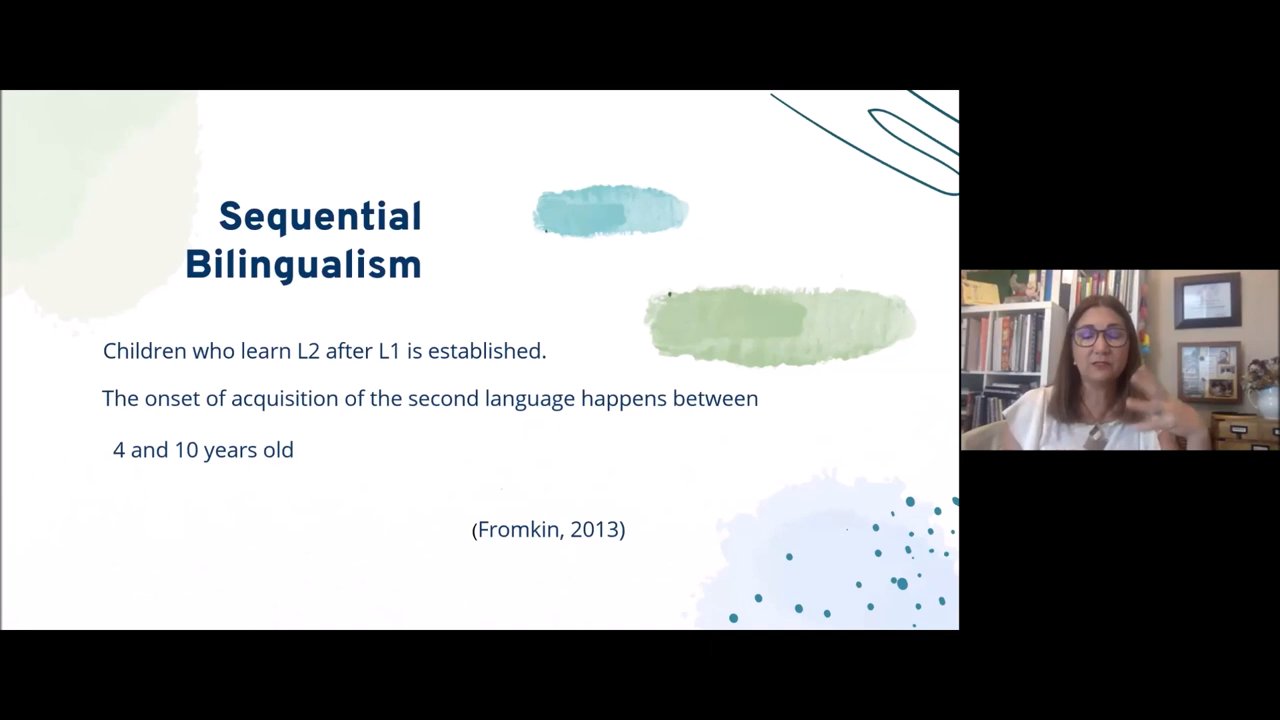 Sequential
Bilingualism
Children who learn L2 after L1 is established.
The onset of acquisition of the second language happens between
4 and 10 years old
(Fromkin, 2013)